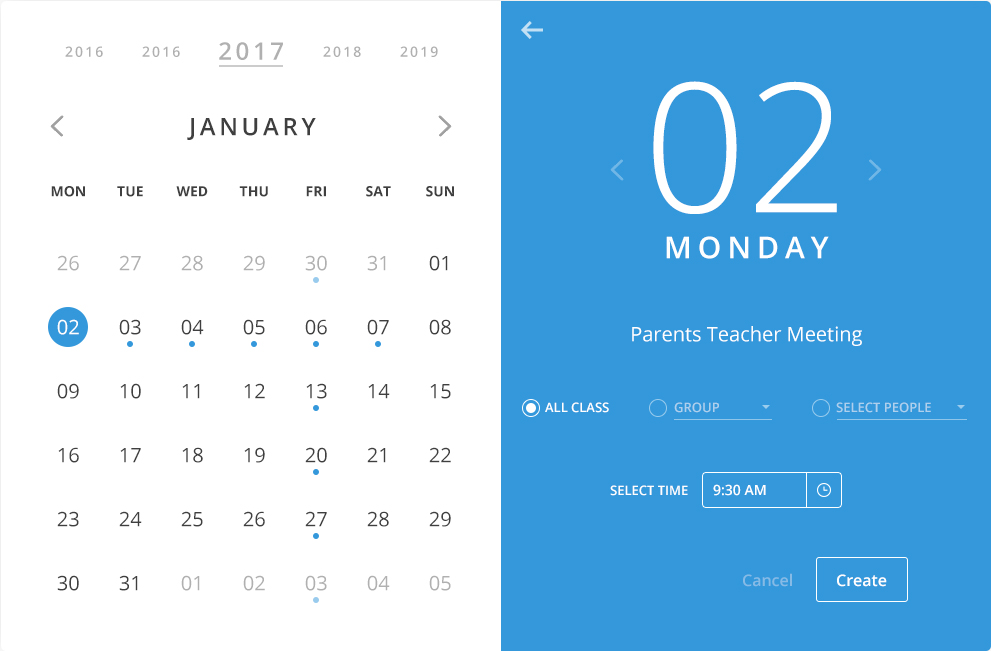 2016 2016 2017 2018 2019
JANUARY
MON TUE WED THU FRI SAT SUN
26 27 28 29 30 31 01
02 03 04 05 06 07 08
09 10 11 12 13 14 15
16 17 18 19 20 21 22
23 24 25 26 27 28 29
30 31 01 02 03 04 05
02
MONDAY
Parents Teacher Meeting
ALL CLASS GROUP SELECT PEOPLE
SELECT TIME 9:30 AM
Cancel Create